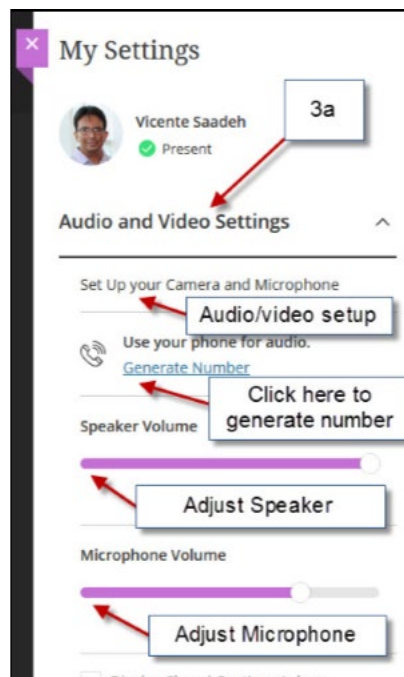 My Settings
3a
Vicente Saadeh
Present
Audio and Video Settings
Set Up your Camera and Microphone
Audio/video setup
Use your phone for audio.
Generate Number
Click here to
generate number
Speaker Volume
Adjust Speaker
Microphone Volume
Adjust Microphone